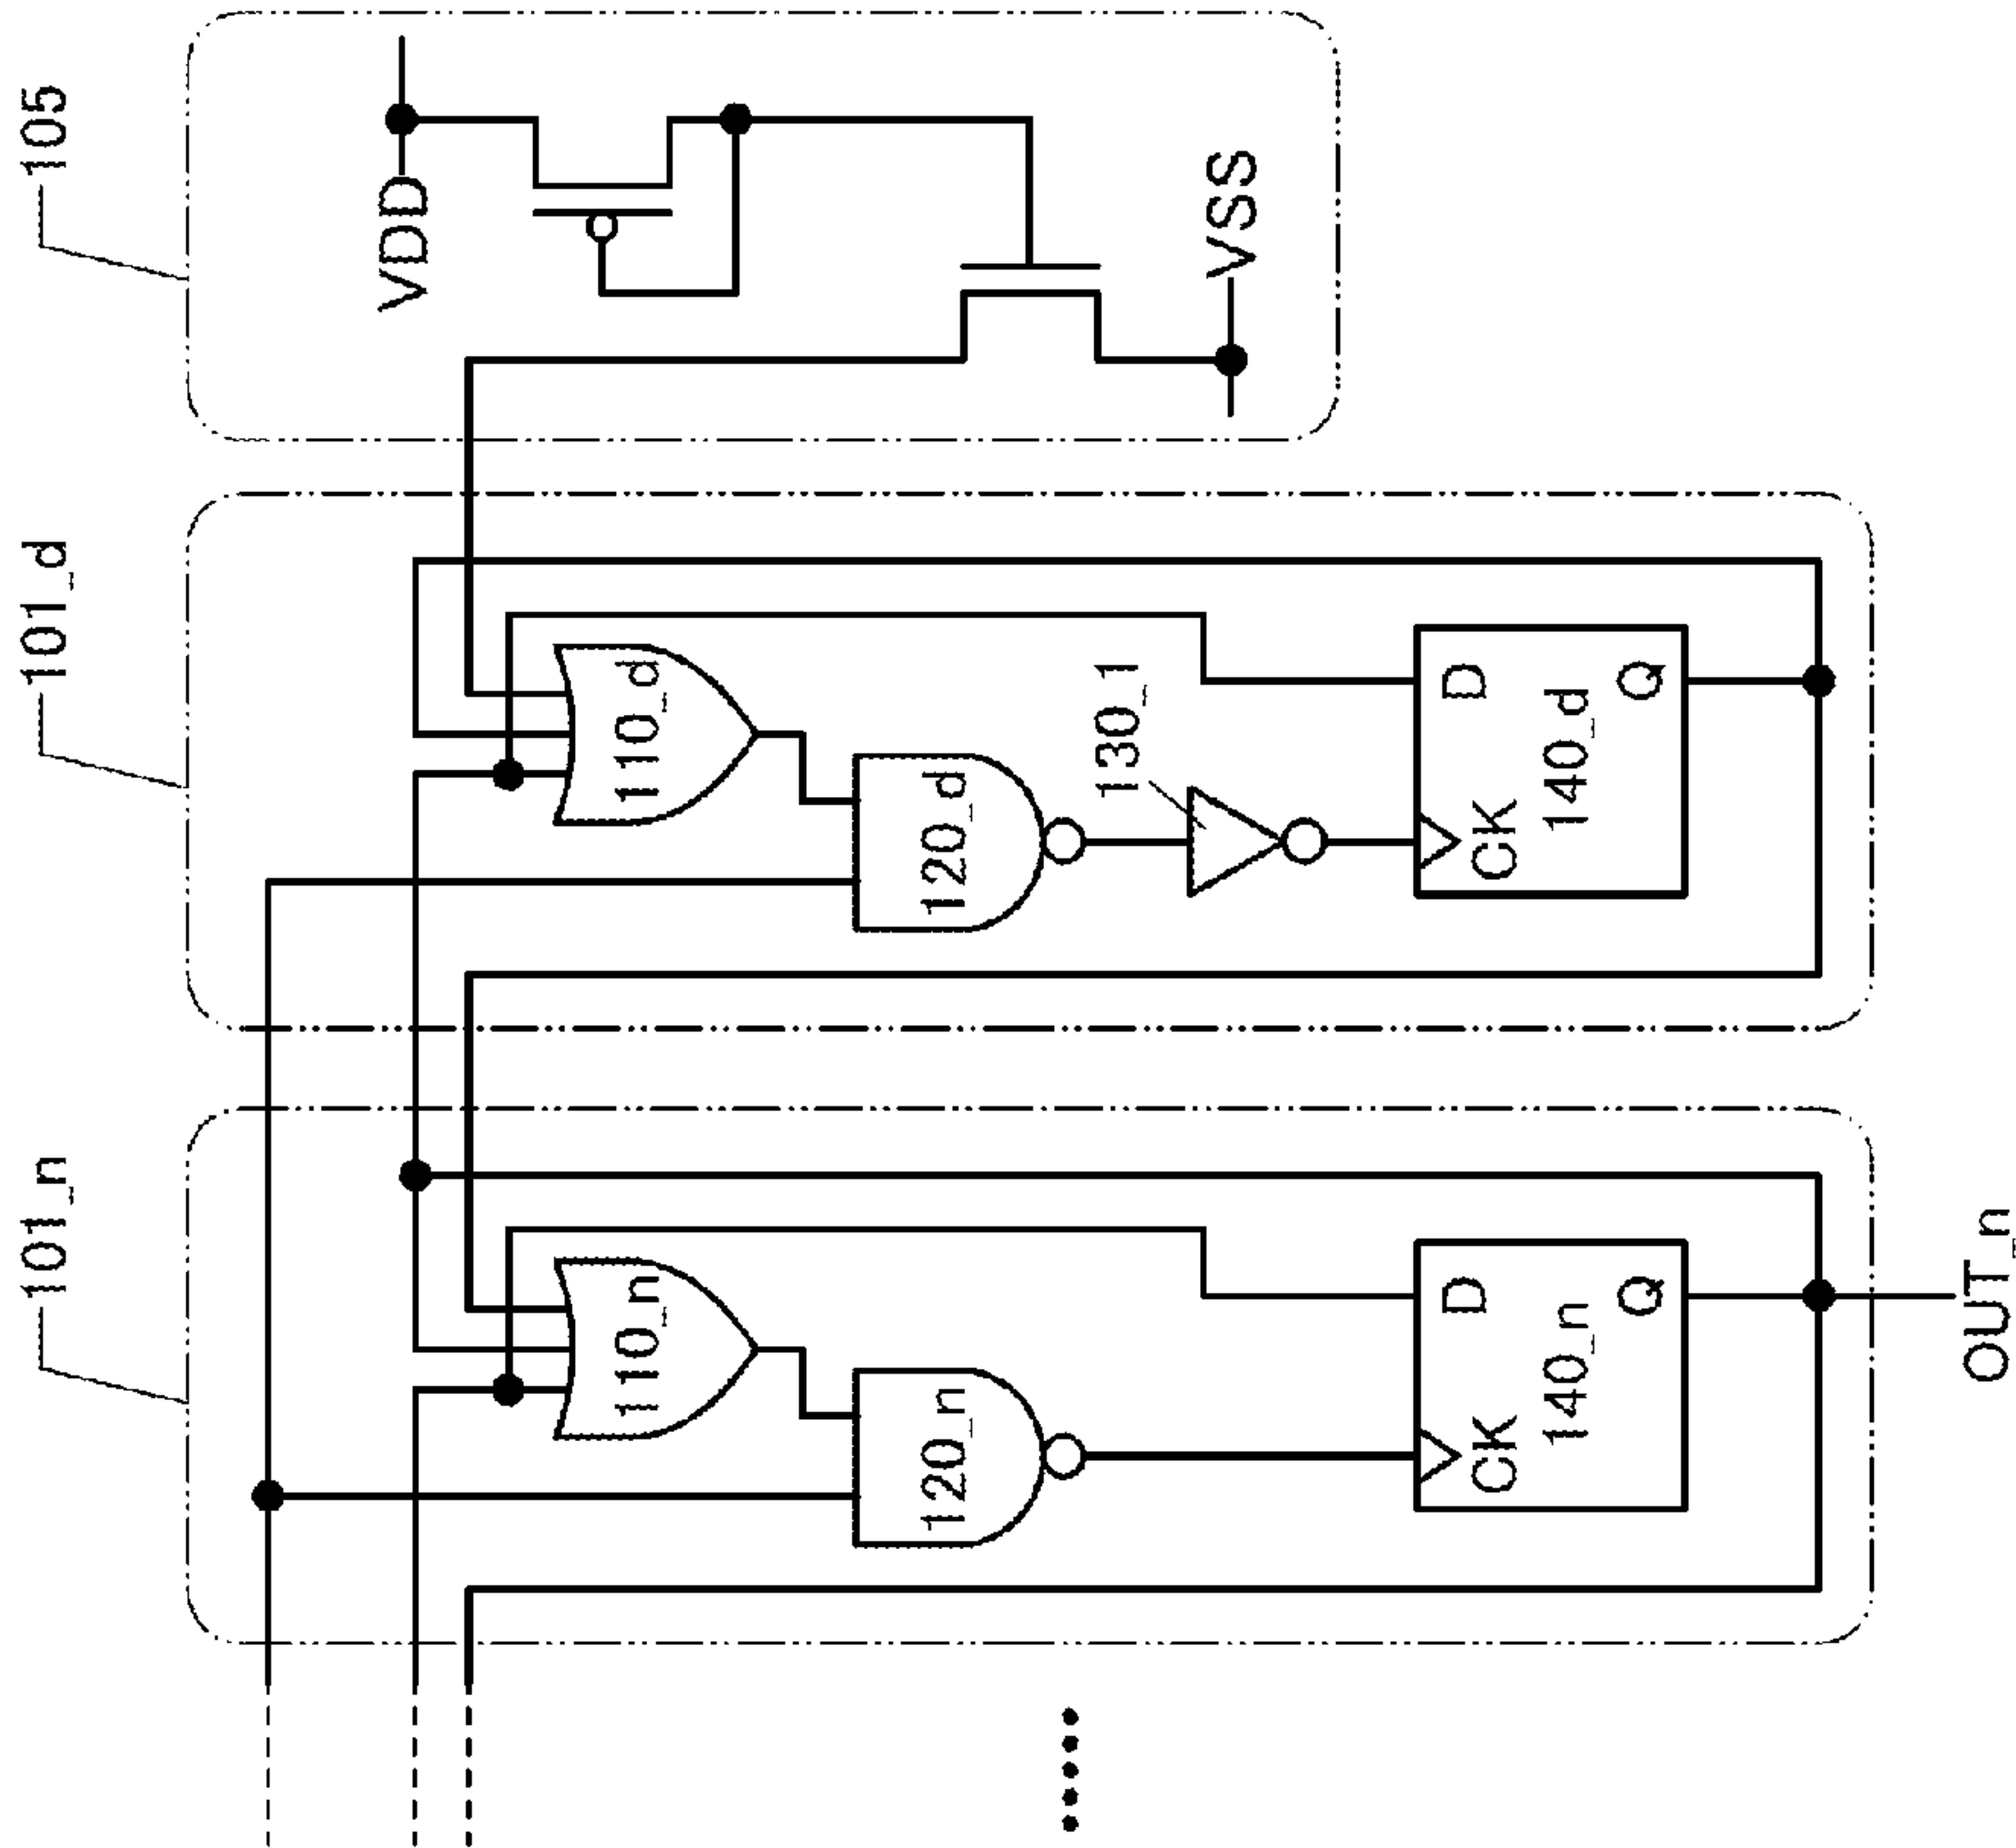 101_n
101_d
105
VDD
VSS
110_n
120_n
D
CK
Q
140_n
OUT_n
110_d
120_d
130_1
D
CK
Q
140_d